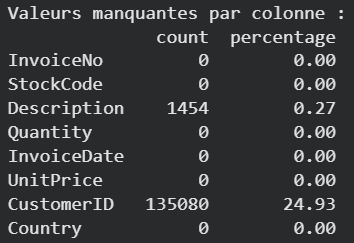 Valeurs manquantes par colonne :
count percentage
InvoiceNo 0 0.00
StockCode 0 0.00
Description 1454 0.27
Quantity 0 0.00
InvoiceDate 0 0.00
UnitPrice 0 0.00
CustomerID 135080 24.93
Country 0 0.00